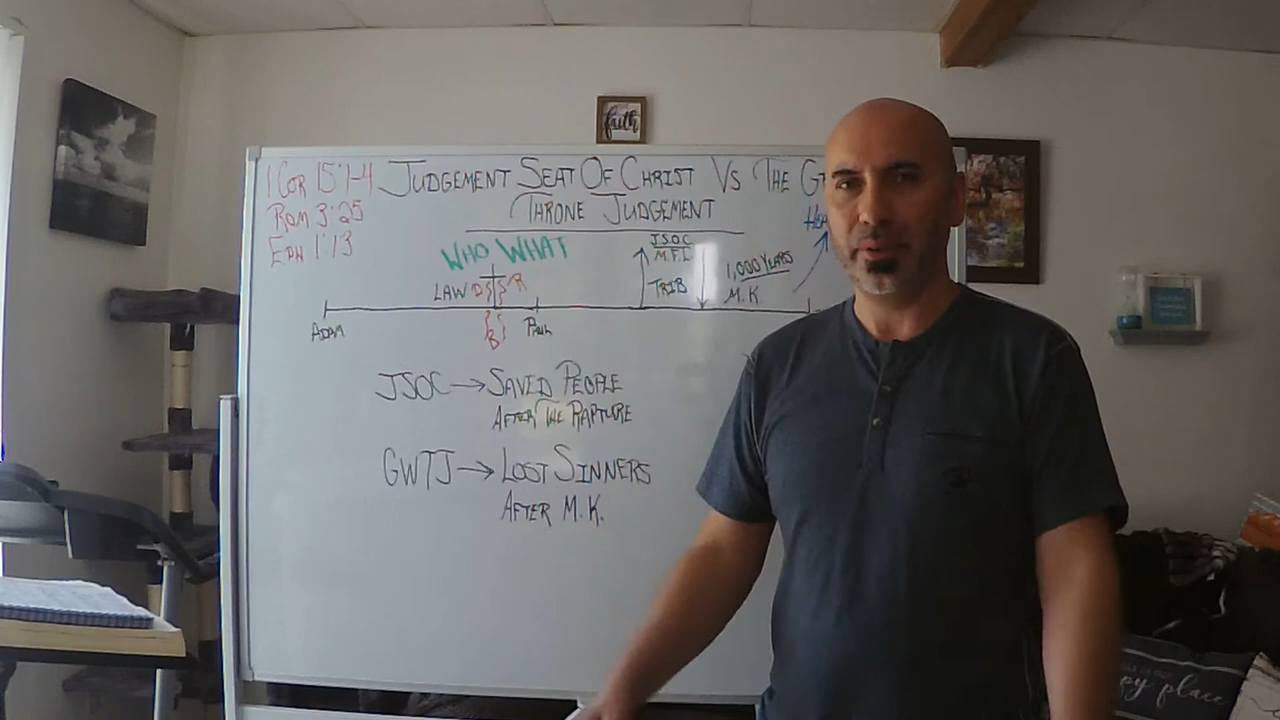 faith
1 Cor 15:1-4
Rom 3:25
Eph 1:13
JUDGEMENT SEAT OF CHRIST VS THE G
THRONE JUDGEMENT
WHO WHAT
LAW D R
B
ADAM
PAUL
JSOC
M.F.I.
TRIB
1,000 YEARS
M.K.
JSOC → SAVED PEOPLE
AFTER THE RAPTURE
GWTJ → LOST SINNERS
AFTER M.K.
py place